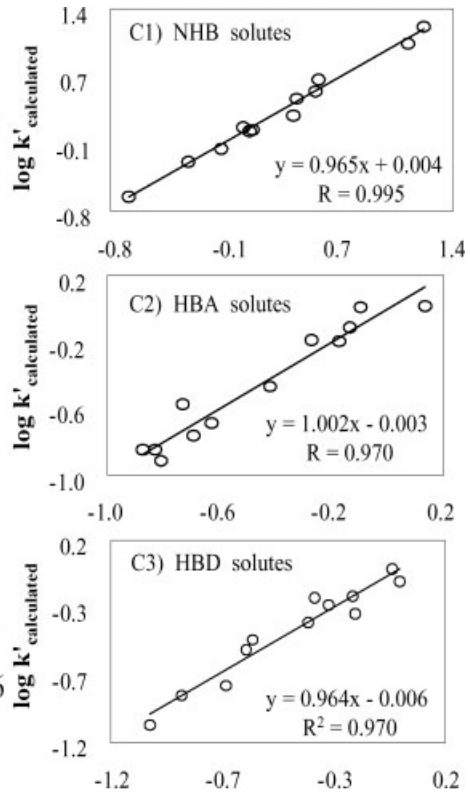 1.4
C1) NHB solutes
0.7
log k'calculated
-0.1
y = 0.965x + 0.004
R = 0.995
-0.8
-0.8 -0.1 0.7 1.4
0.2
C2) HBA solutes
-0.2
log k'calculated
-0.6
y = 1.002x - 0.003
R = 0.970
-1.0
-1.0 -0.6 -0.2 0.2
0.2
C3) HBD solutes
-0.3
log k'calculated
-0.7
y = 0.964x - 0.006
R² = 0.970
-1.2
-1.2 -0.7 -0.3 0.2